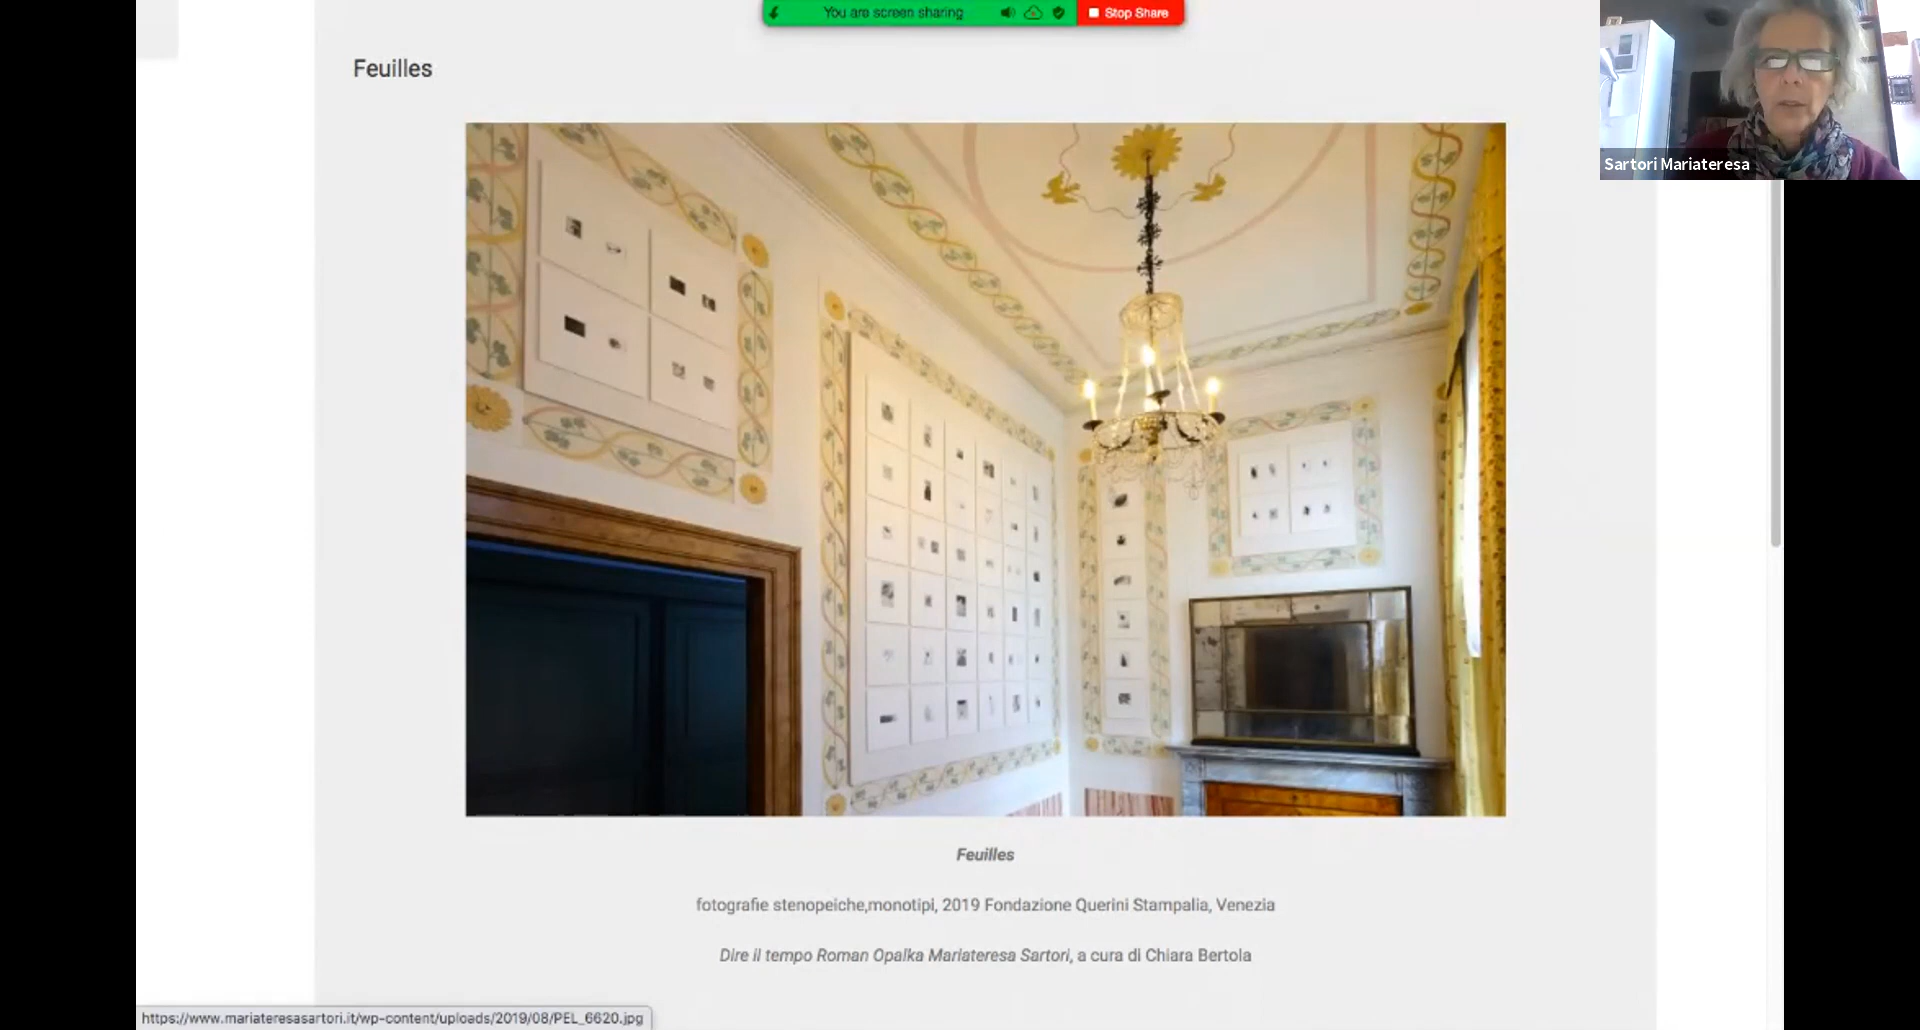 You are screen sharing
Stop Share
Feuilles
Sartori Mariateresa
Feuilles
fotografie stenopeiche,monotipi, 2019 Fondazione Querini Stampalia, Venezia
Dire il tempo Roman Opalka Mariateresa Sartori, a cura di Chiara Bertola
https://www.mariateresasartori.it/wp-content/uploads/2019/08/PEL_6620.jpg